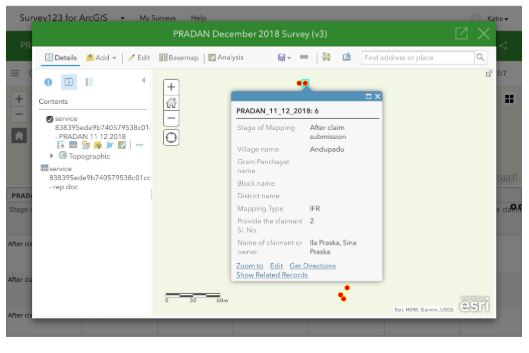 Survey123 for ArcGIS My Surveys Help Katie
PRADAN December 2018 Survey (v3)
Details Add Edit Basemap Analysis Find address or place
7/7
Contents
service
838395ede9b740579538c01
- PRADAN 11 12 2018
Topographic
service
838395ede9b740579538c01cc
- rep doc
PRADAN_11_12_2018: 6
Stage of Mapping After claim submission
Village name Andupadu
Gram Panchayat name
Block name
District name
Mapping Type IFR
Provide the claimant Sl. No. 2
Name of claimant or owner Ila Praska, Sina Praska
Zoom to Edit Get Directions
Show Related Records
0 30 60m
Esri, HERE, Garmin, USGS
esri
PRAD
Stage
After cla
After cla
After cla